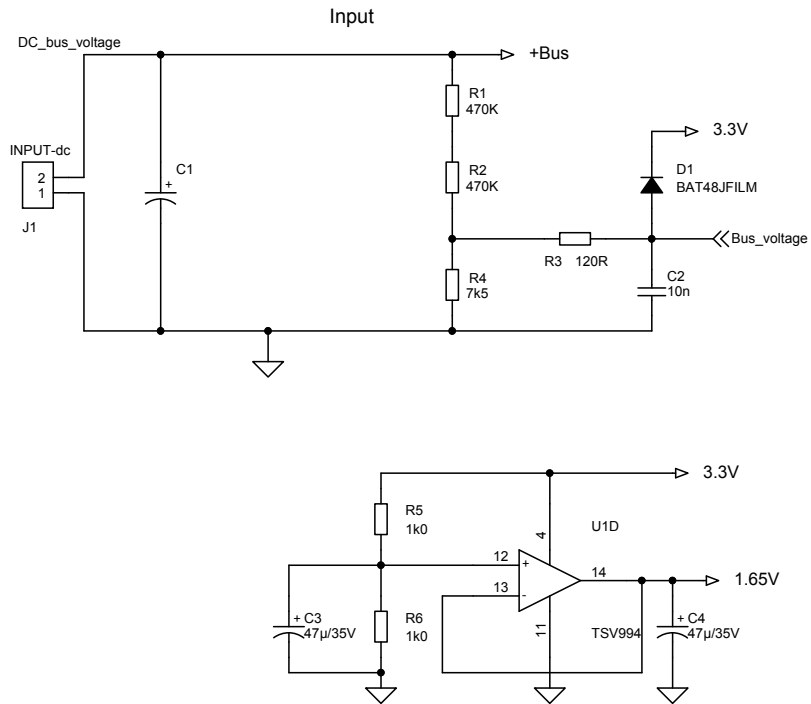 Input
DC_bus_voltage
+Bus
R1
470K
3.3V
INPUT-dc
C1
+
R2
470K
D1
BAT48JFILM
2
1
J1
Bus_voltage
R3 120R
R4
7k5
C2
10n
3.3V
R5
1k0
4
U1D
12
+
14
1.65V
13
-
+ C3
47µ/35V
R6
1k0
11
TSV994
+ C4
47µ/35V